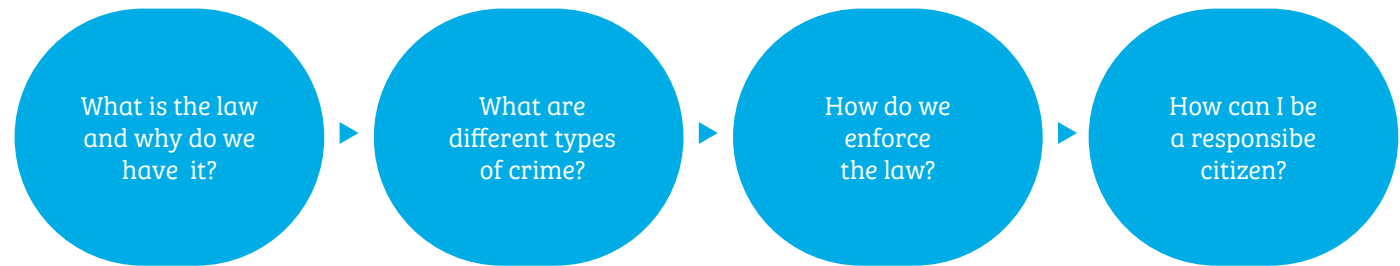 What is the law
and why do we
have  it?
What are
different types
of crime?
How do we
enforce
the law?
How can I be
a responsibe
citizen?